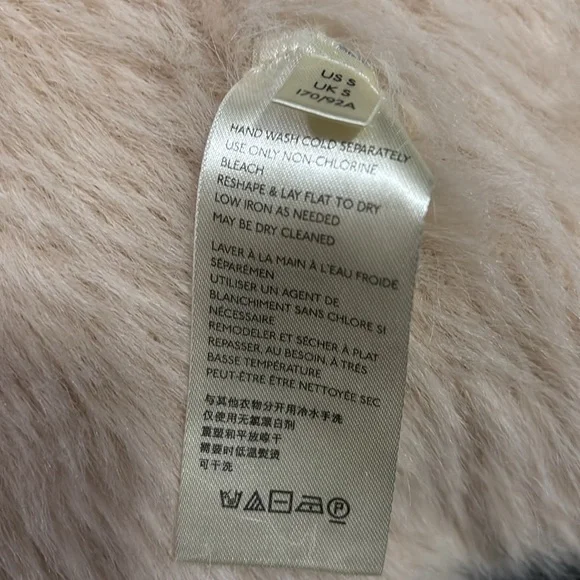 US S
UK S
170/92A
HAND WASH COLD SEPARATELY
USE ONLY NON-CHLORINE
BLEACH
RESHAPE & LAY FLAT TO DRY
LOW IRON AS NEEDED
MAY BE DRY CLEANED
LAVER À LA MAIN À L'EAU FROIDE
SÉPARÉMEN
UTILISER UN AGENT DE
BLANCHIMENT SANS CHLORE SI
NÉCESSAIRE
REMODELER ET SÉCHER À PLAT
REPASSER, AU BESOIN, À TRÉS
BASSE TEMPÉRATURE
PEUT-ÊTRE ÊTRE NETTOYÉE SEC
与其他衣物分开用冷水手洗
仅使用无氯漂白剂
重塑和平放晾干
需要时低温熨烫
可干洗
P